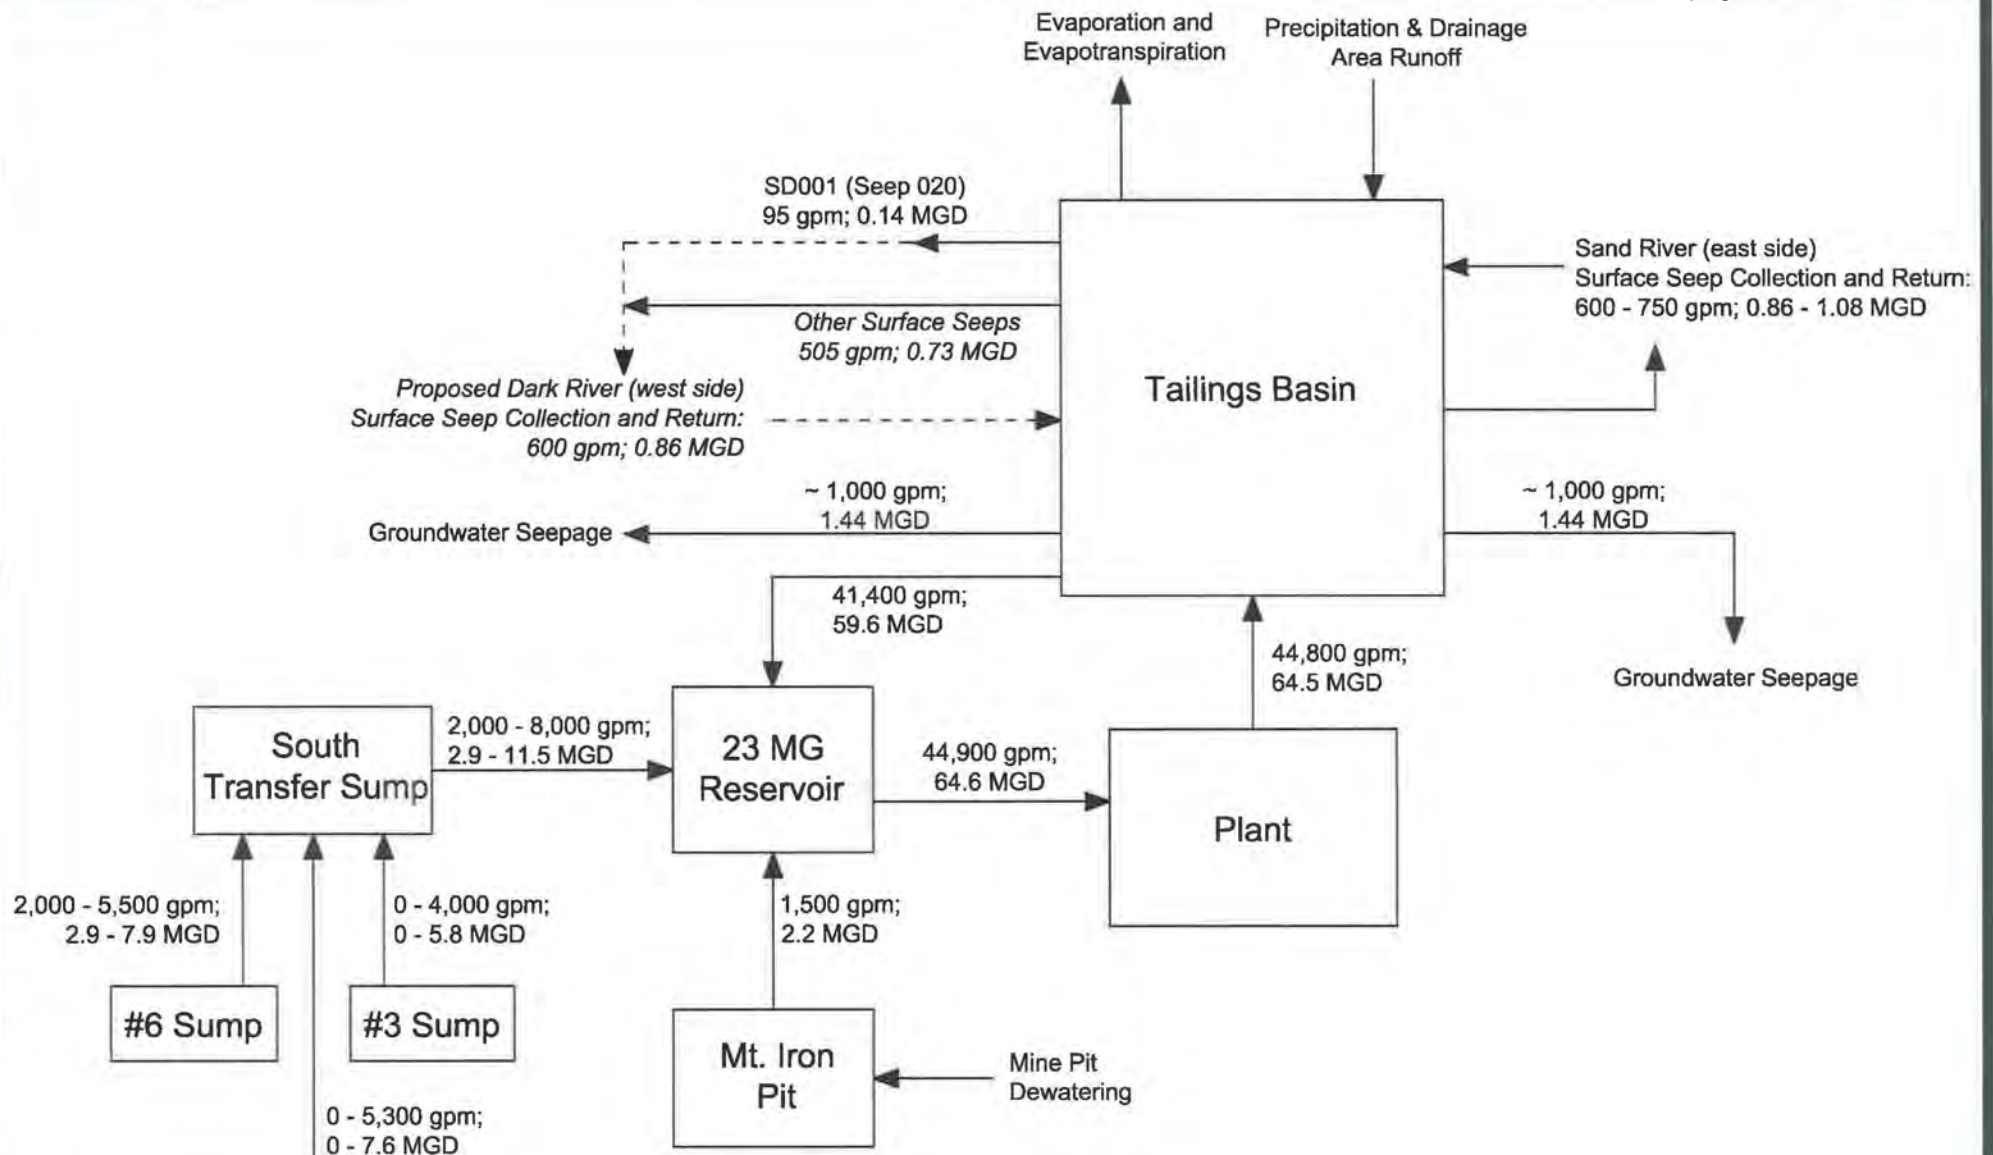 Evaporation and
Evapotranspiration
Precipitation & Drainage
Area Runoff
SD001 (Seep 020)
95 gpm; 0.14 MGD
Sand River (east side)
Surface Seep Collection and Return:
600 - 750 gpm; 0.86 - 1.08 MGD
Other Surface Seeps
505 gpm; 0.73 MGD
Tailings Basin
Proposed Dark River (west side)
Surface Seep Collection and Return:
600 gpm; 0.86 MGD
~ 1,000 gpm;
1.44 MGD
Groundwater Seepage
~ 1,000 gpm;
1.44 MGD
Groundwater Seepage
41,400 gpm;
59.6 MGD
44,800 gpm;
64.5 MGD
South
Transfer Sump
2,000 - 8,000 gpm;
2.9 - 11.5 MGD
23 MG
Reservoir
44,900 gpm;
64.6 MGD
Plant
2,000 - 5,500 gpm;
2.9 - 7.9 MGD
0 - 4,000 gpm;
0 - 5.8 MGD
1,500 gpm;
2.2 MGD
#6 Sump
#3 Sump
Mt. Iron
Pit
Mine Pit
Dewatering
0 - 5,300 gpm;
0 - 7.6 MGD